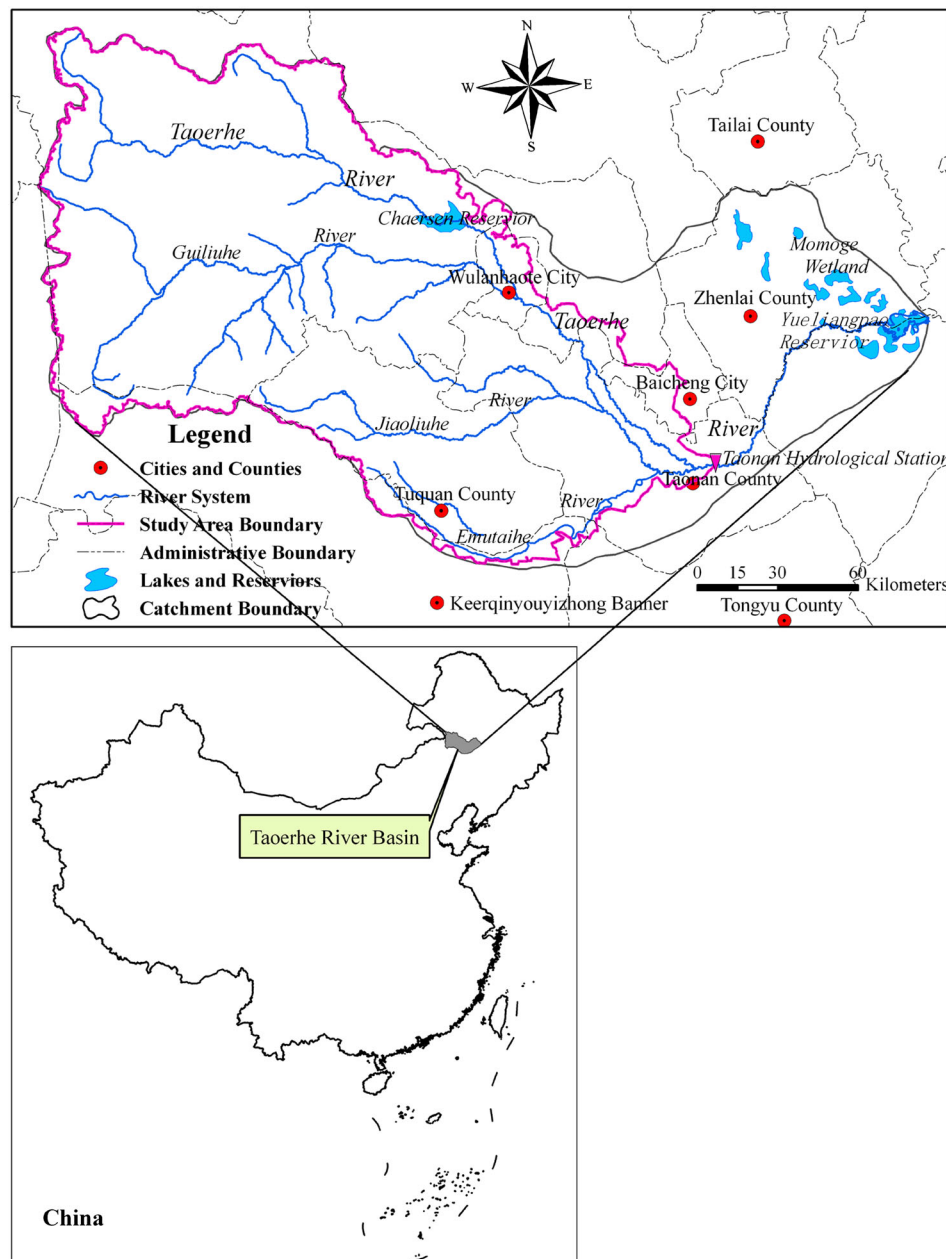 N
W
E
S
Tailai County
Taoerhe
River
Chaersen Reservior
Momoge
Wetland
Guiliuhe
River
Wulanhaote City
Zhenlai County
Taoerhe
Yueliangpao
Reservior
Baicheng City
River
Jiaoliuhe
River
Taonan Hydrological Station
Taonan County
Tuquan County
River
Emutaihe
Legend
Cities and Counties
River System
Study Area Boundary
Administrative Boundary
Lakes and Reserviors
Catchment Boundary
0 15 30 60
Kilometers
Keerqinyouyizhong Banner
Tongyu County
Taoerhe River Basin
China